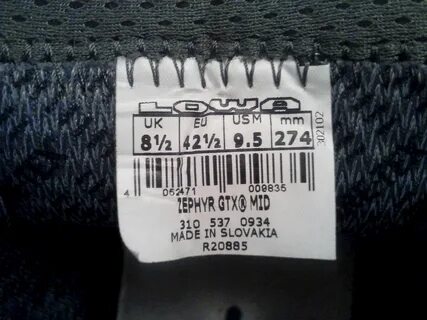 LOWA
UK EU US M mm
8½ 42½ 9.5 274
302102
4 052471 009835
ZEPHYR GTX® MID
310 537 0934
MADE IN SLOVAKIA
R20885